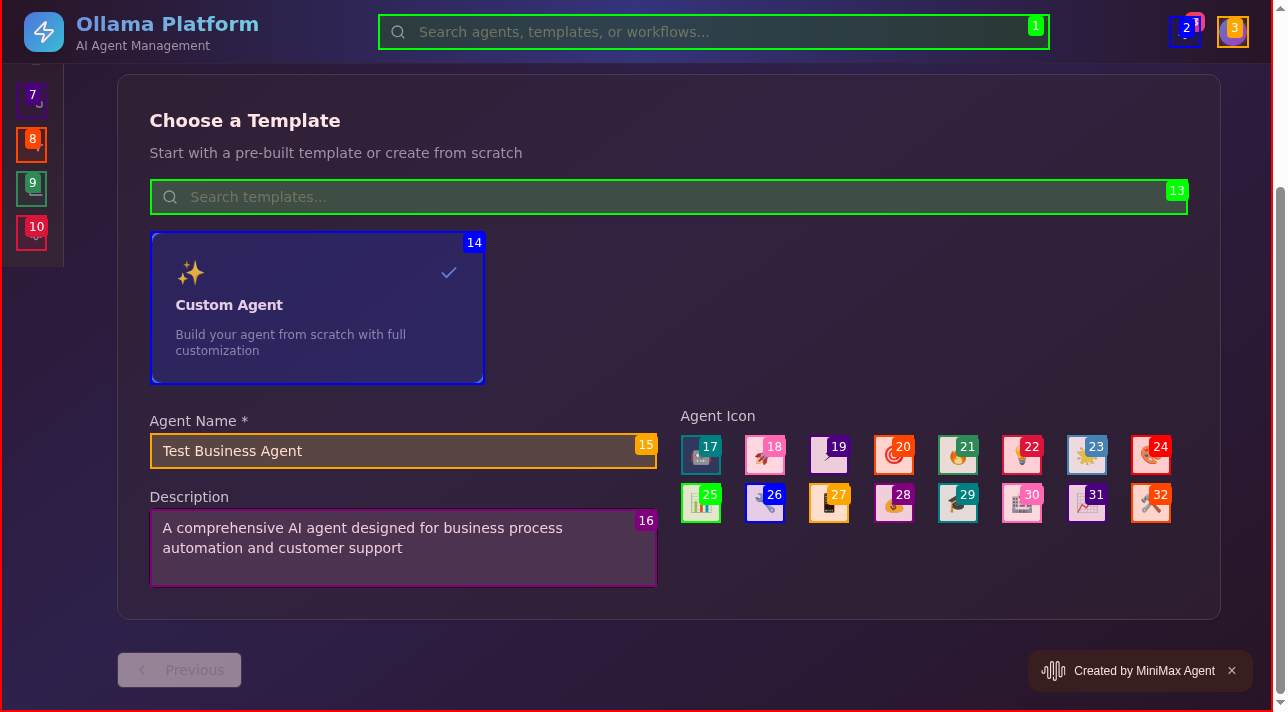 Ollama Platform
AI Agent Management
Search agents, templates, or workflows...
1
2
3
7
8
9
10
Choose a Template
Start with a pre-built template or create from scratch
Search templates...
13
14
Custom Agent
Build your agent from scratch with full
customization
Agent Name *
Test Business Agent
15
Description
A comprehensive AI agent designed for business process
automation and customer support
16
Agent Icon
17 18 19 20 21 22 23 24
25 26 27 28 29 30 31 32
Previous
Created by MiniMax Agent